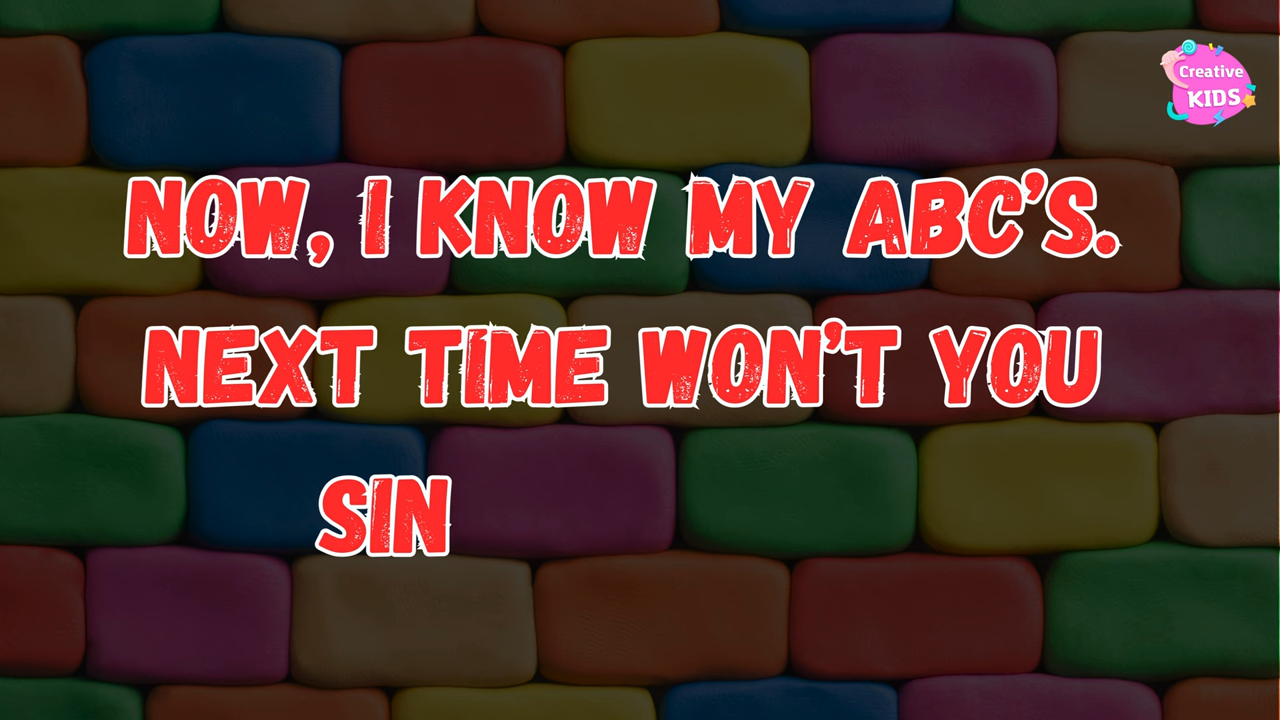 Creative
KIDS
NOW, I KNOW MY ABC'S.
NEXT TIME WON'T YOU
SIN